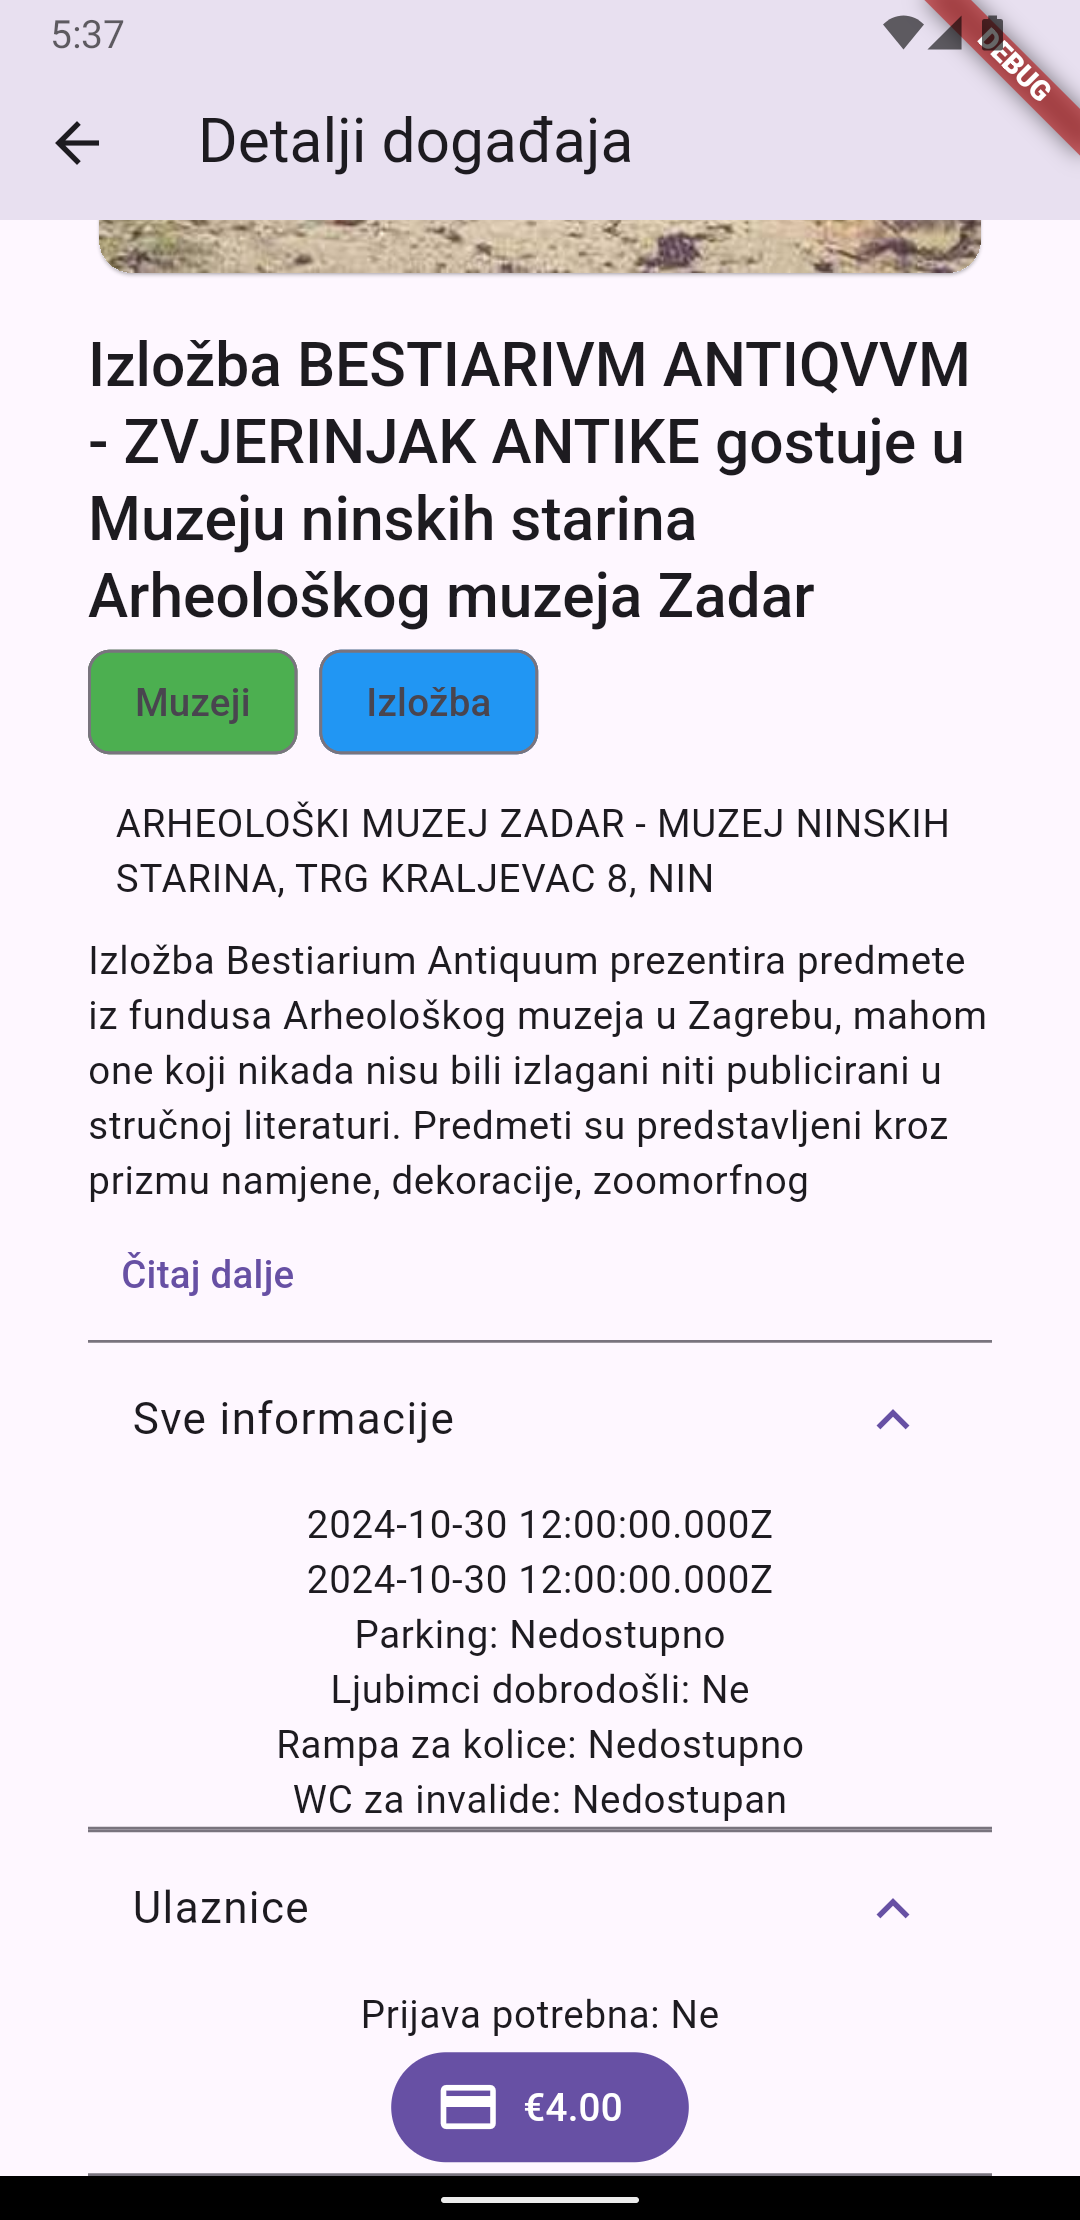 5:37
DEBUG
Detalji događaja
Izložba BESTIARIVM ANTIQVVM
- ZVJERINJAK ANTIKE gostuje u
Muzeju ninskih starina
Arheološkog muzeja Zadar
Muzeji
Izložba
ARHEOLOŠKI MUZEJ ZADAR - MUZEJ NINSKIH
STARINA, TRG KRALJEVAC 8, NIN
Izložba Bestiarium Antiquum prezentira predmete
iz fundusa Arheološkog muzeja u Zagrebu, mahom
one koji nikada nisu bili izlagani niti publicirani u
stručnoj literaturi. Predmeti su predstavljeni kroz
prizmu namjene, dekoracije, zoomorfnog
Čitaj dalje
Sve informacije
2024-10-30 12:00:00.000Z
2024-10-30 12:00:00.000Z
Parking: Nedostupno
Ljubimci dobrodošli: Ne
Rampa za kolice: Nedostupno
WC za invalide: Nedostupan
Ulaznice
Prijava potrebna: Ne
€4.00